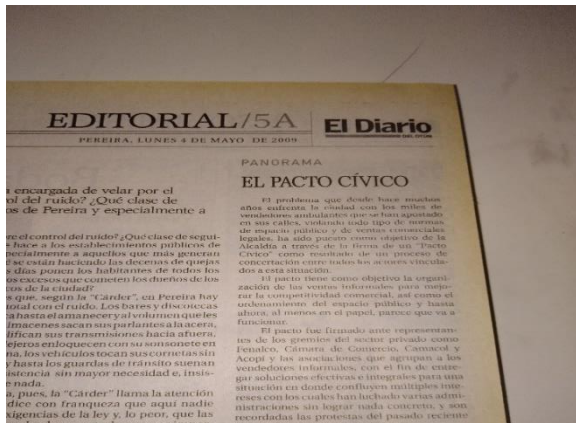 EDITORIAL/5A
El Diario
DEL OTÚN
PEREIRA, LUNES 4 DE MAYO DE 2009
encargada de velar por el
ol del ruido? ¿Qué clase de
os de Pereira y especialmente a
re el control del ruido? ¿Qué clase de segui-
e hace a los establecimientos públicos de
pecialmente a aquellos que más generan
é se están haciendo las decenas de quejas
s días ponen los habitantes de todos los
os excesos que cometen los dueños de los
cos de la ciudad?
s que, según la "Cárder", en Pereira hay
total con el ruido. Los bares y discotecas
a hasta el amanecer y al volumen que les
lmacenes sacan sus parlantes a la acera,
lifican sus transmisiones hacia afuera,
ejeros enloquecen con su sonsonete en
na, los vehículos tocan sus cornetas sin
y hasta los guardas de tránsito suenan
sistencia sin mayor necesidad e, insis-
e nada.
a, pues, la "Cárder" llama la atención
dice con franqueza que aquí nadie
xigencias de la ley y, lo peor, que las
PANORAMA
EL PACTO CÍVICO
El problema que desde hace muchos
años enfrenta la ciudad con los miles de
vendedores ambulantes que se han apostado
en sus calles, violando todo tipo de normas
de espacio público y de ventas comerciales
legales, ha sido puesto como objetivo de la
Alcaldía a través de la firma de un "Pacto
Cívico" como resultado de un proceso de
concertación entre todos los actores vincula-
dos a esta situación.
El pacto tiene como objetivo la organi-
zación de las ventas informales para mejo-
rar la competitividad comercial, así como el
ordenamiento del espacio público y hasta
ahora, al menos en el papel, parece que va a
funcionar.
El pacto fue firmado ante representan-
tes de los gremios del sector privado como
Fenalco, Cámara de Comercio, Camacol y
Acopi y las asociaciones que agrupan a los
vendedores informales, con el fin de entre-
gar soluciones efectivas e integrales para una
situación en donde confluyen múltiples inte-
reses con los cuales han luchado varias admi-
nistraciones sin lograr nada concreto, y son
recordadas las protestas del pasado reciente